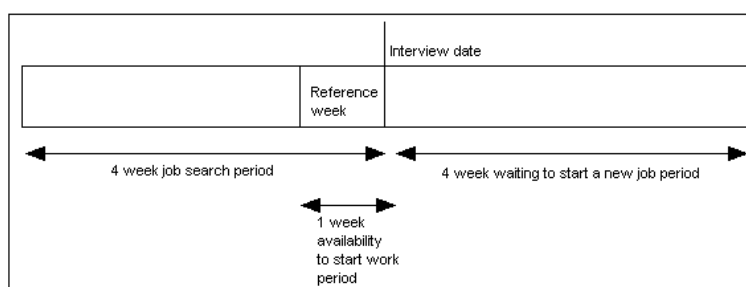 Interview date
Reference
week
4 week job search period
4 week waiting to start a new job period
1 week
availability
to start work
period